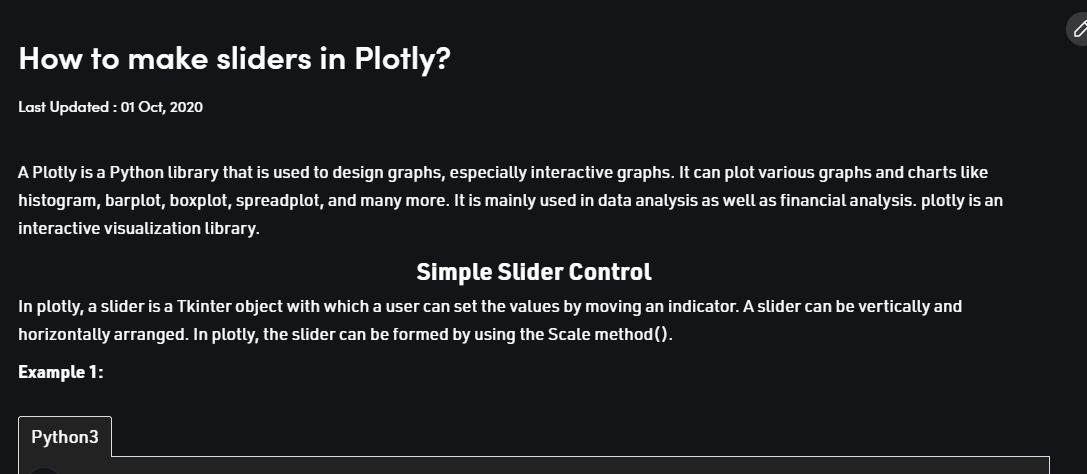 How to make sliders in Plotly?
Last Updated : 01 Oct, 2020
A Plotly is a Python library that is used to design graphs, especially interactive graphs. It can plot various graphs and charts like
histogram, barplot, boxplot, spreadplot, and many more. It is mainly used in data analysis as well as financial analysis. plotly is an
interactive visualization library.
Simple Slider Control
In plotly, a slider is a Tkinter object with which a user can set the values by moving an indicator. A slider can be vertically and
horizontally arranged. In plotly, the slider can be formed by using the Scale method().
Example 1:
Python3